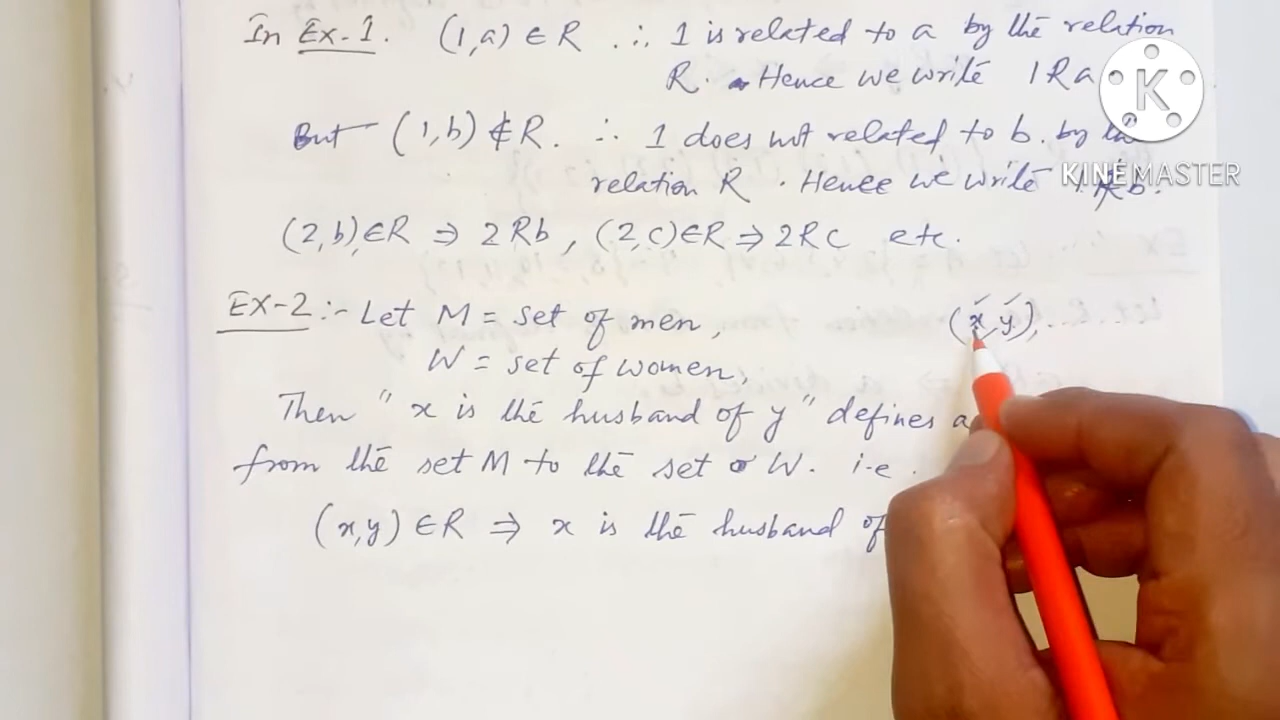 In Ex-1. (1,a) ∈ R ∴ 1 is related to a by the relation
R. Hence we write 1Ra
But (1,b) ∉ R. ∴ 1 does not related to b. by
relation R. Hence we write 1R̸b.
(2,b)∈R ⇒ 2Rb, (2,c)∈R ⇒ 2Rc etc.
Ex-2:- Let M = set of men,
(x,y),
W = set of women,
Then "x is the husband of y" defines a
from the set M to the set W. i.e.
(x,y) ∈R ⇒ x is the husband of
K
KINEMASTER